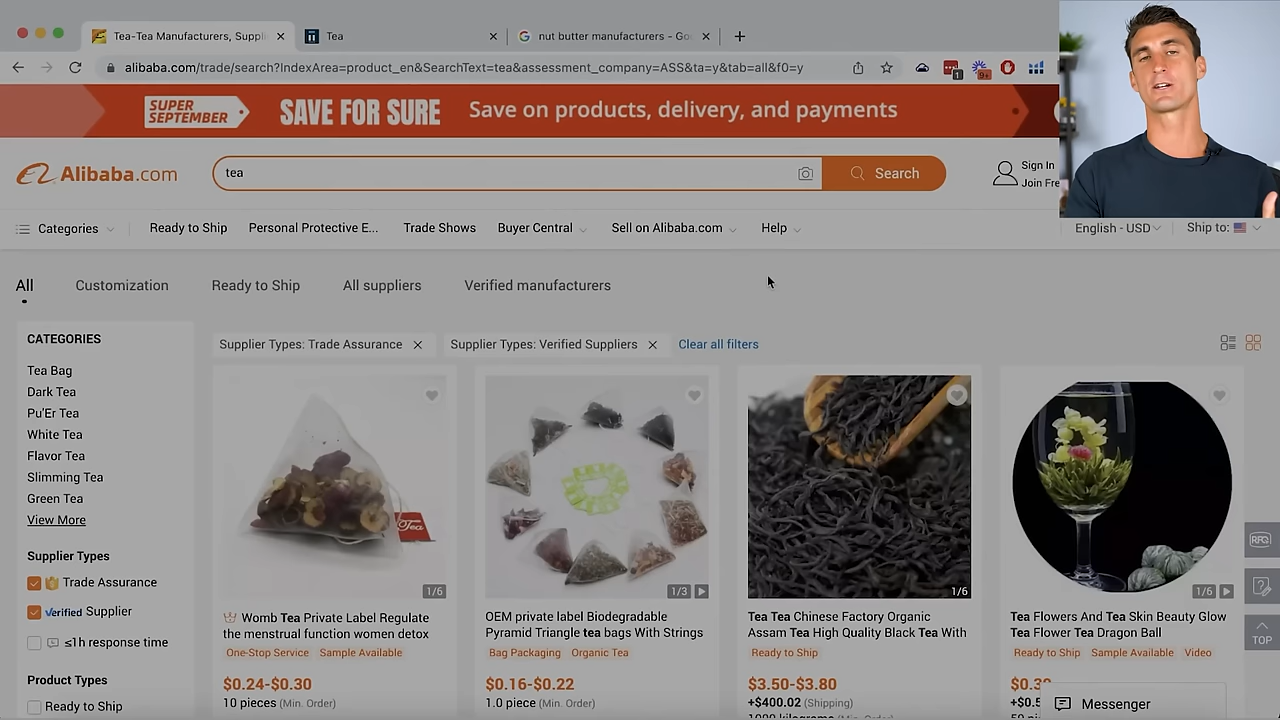 Tea-Tea Manufacturers, Suppl
Tea
nut butter manufacturers - Go
alibaba.com/trade/search?IndexArea=product_en&S
tea&assessment_company=ASS&ta=y&tab=all&f0=y
1
9+
SUPER
SEPTEMBER
SAVE FOR SURE
Save on products, delivery, and payments
Alibaba.com
tea
Search
Sign In
Join Fre
Categories
Ready to Ship
Personal Protective E...
Trade Shows
Buyer Central
Sell on Alibaba.com
Help
English - USD
Ship to:
All
Customization
Ready to Ship
All suppliers
Verified manufacturers
CATEGORIES
Tea Bag
Dark Tea
Pu'Er Tea
White Tea
Flavor Tea
Slimming Tea
Green Tea
View More
Supplier Types
Trade Assurance
Verified Supplier
≤1h response time
Product Types
Ready to Ship
Supplier Types: Trade Assurance
Supplier Types: Verified Suppliers
Clear all filters
Tea
1/6
Womb Tea Private Label Regulate
the menstrual function women detox
One-Stop Service Sample Available
$0.24-$0.30
10 pieces (Min. Order)
1/3
OEM private label Biodegradable
Pyramid Triangle tea bags With Strings
Bag Packaging Organic Tea
$0.16-$0.22
1.0 piece (Min. Order)
1/6
Tea Tea Chinese Factory Organic
Assam Tea High Quality Black Tea With
Ready to Ship
$3.50-$3.80
+$400.02 (Shipping)
1/6
Tea Flowers And Tea Skin Beauty Glow
Tea Flower Tea Dragon Ball
Ready to Ship Sample Available Video
RFQ
TOP
Messenger